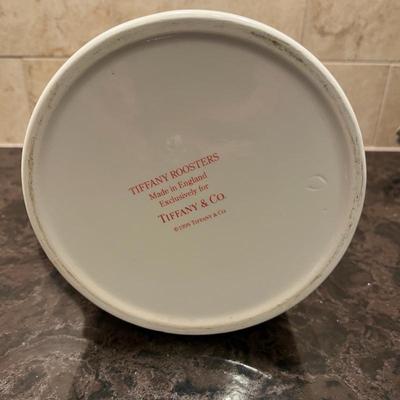 TIFFANY ROOSTERS
Made in England
Exclusively for
TIFFANY & CO.
© 1996 TIFFANY & CO.